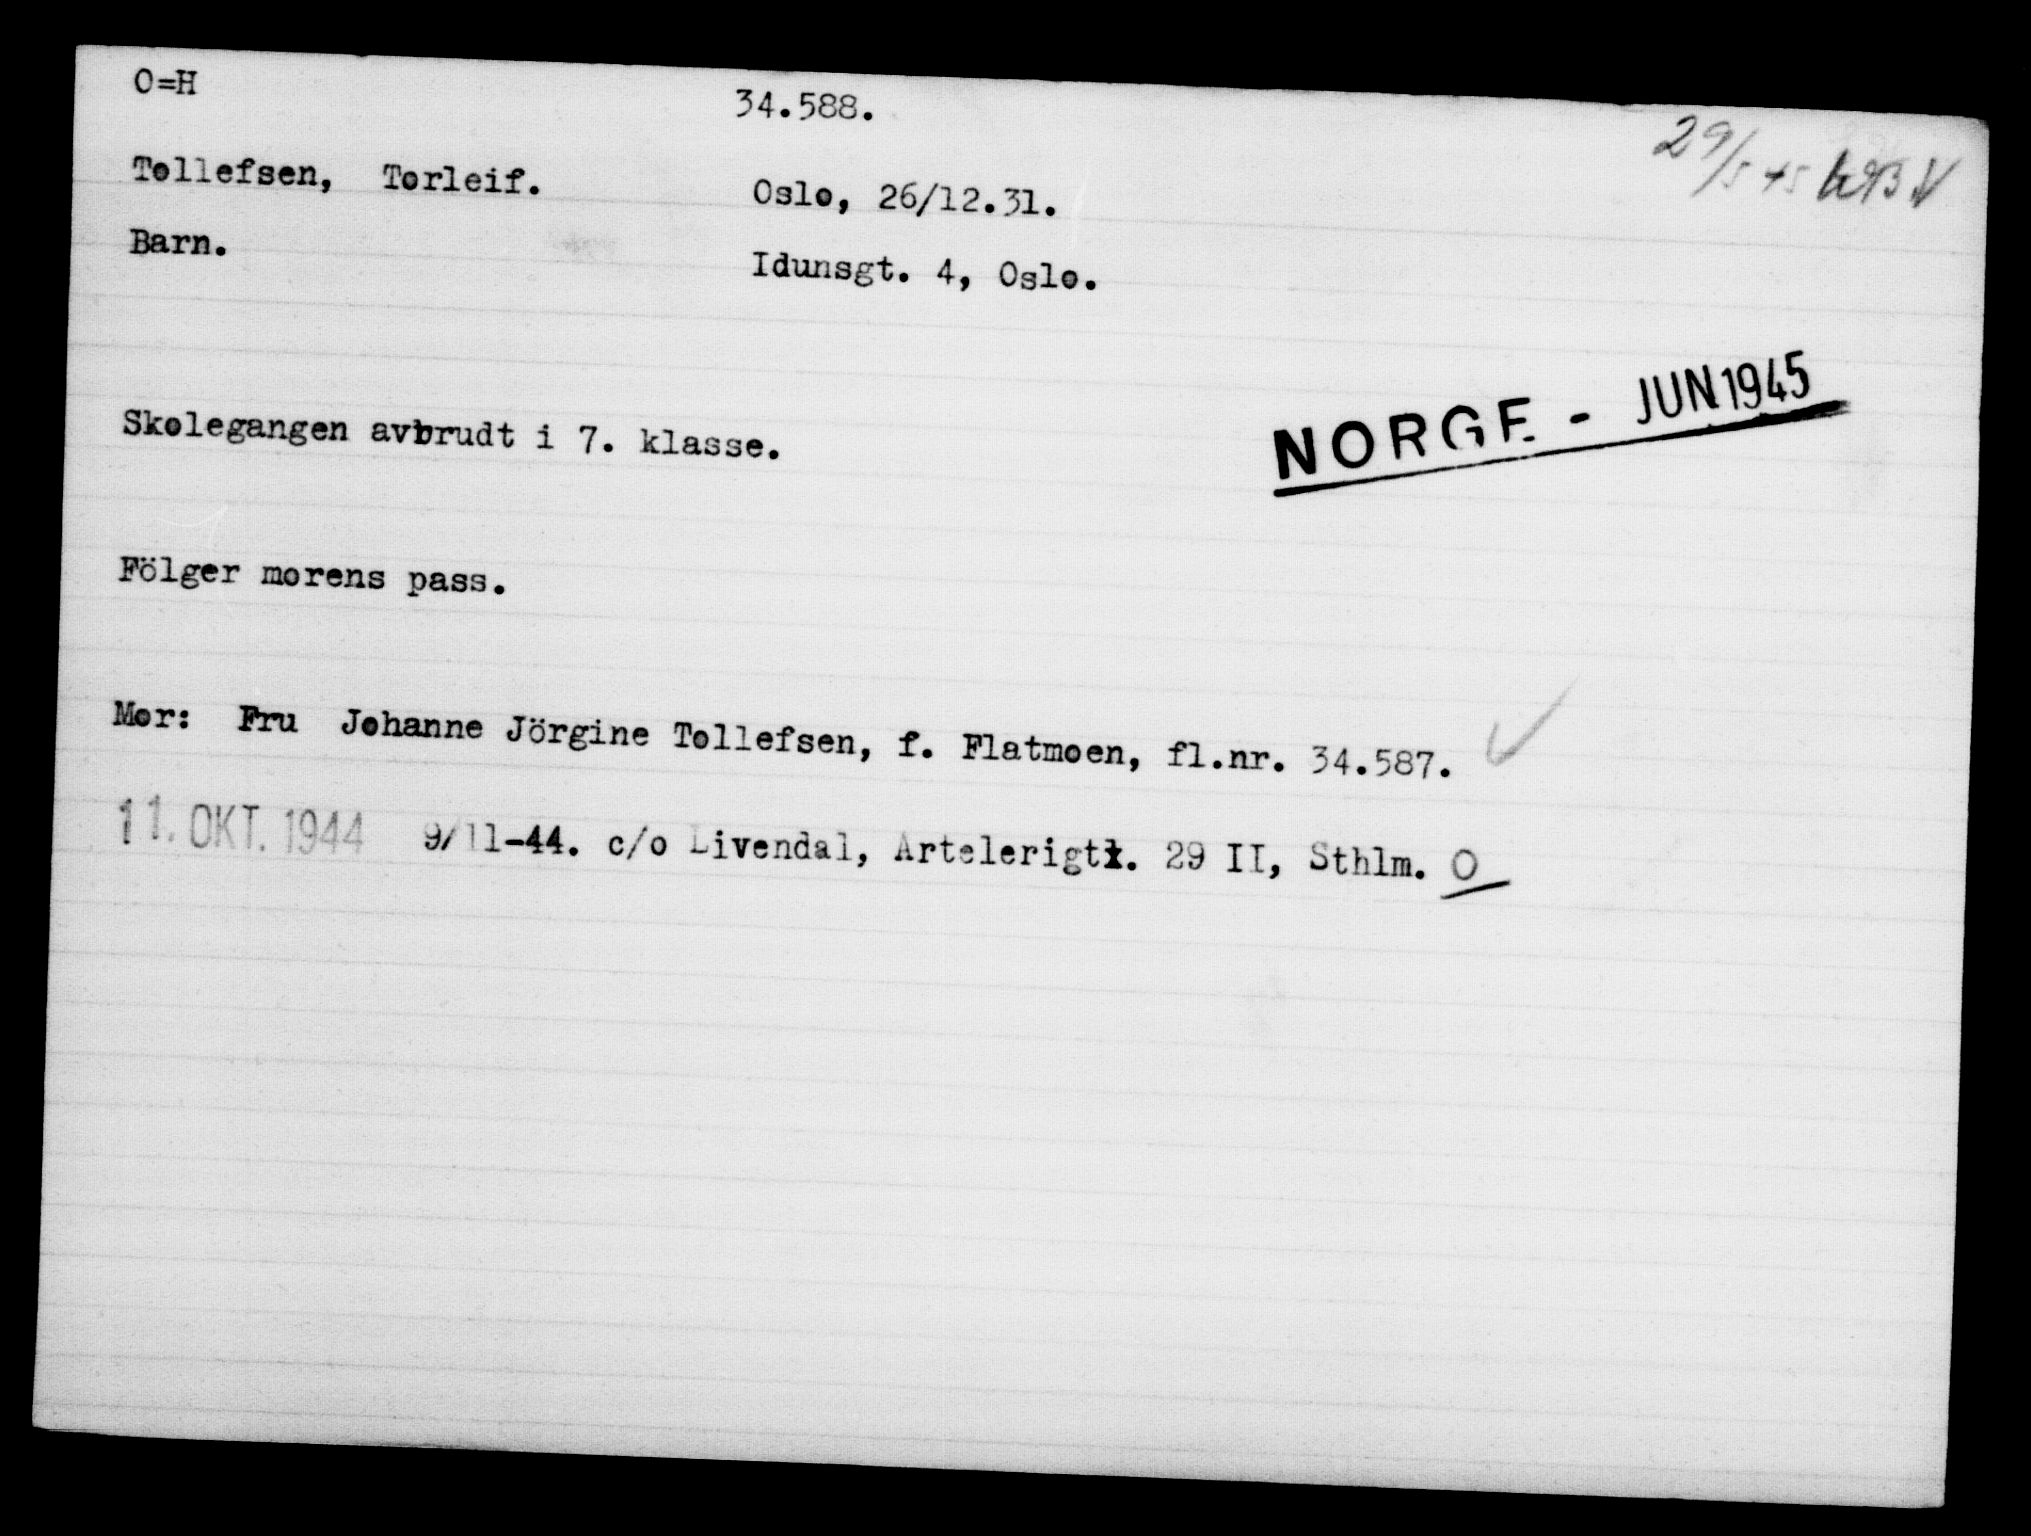 O=H
34.588.
29/5 45
Tollefsen, Torleif.
Oslo, 26/12.31.
Barn.
Idunsgt. 4, Oslo.
NORGE - JUN 1945
Skolegangen avbrudt i 7. klasse.
Fölger morens pass.
Mor: Fru Johanne Jörgine Tollefsen, f. Flatmoen, fl.nr. 34.587.
11. OKT. 1944 9/11-44. c/o Livendal, Artelerigt. 29 II, Sthlm. O